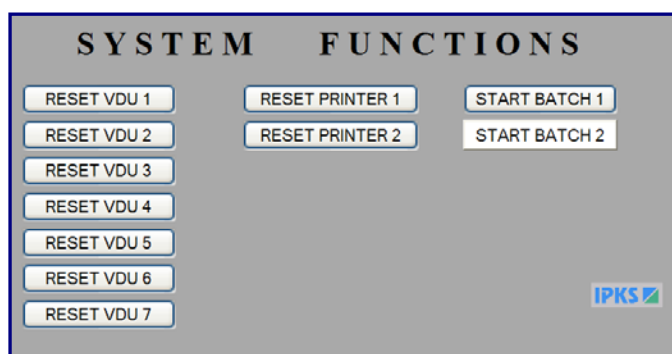 SYSTEM FUNCTIONS
RESET VDU 1
RESET PRINTER 1
START BATCH 1
RESET VDU 2
RESET PRINTER 2
START BATCH 2
RESET VDU 3
RESET VDU 4
RESET VDU 5
RESET VDU 6
RESET VDU 7
IPKS